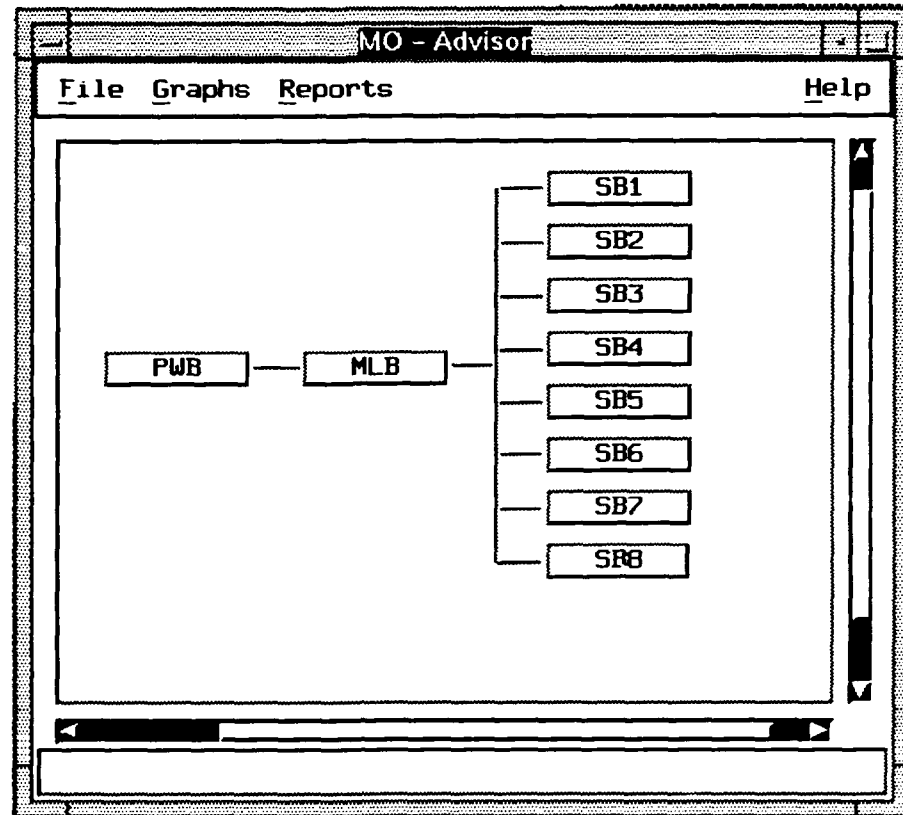 MO - Advisor
File Graphs Reports Help
SB1
SB2
SB3
SB4
PWB MLB
SB5
SB6
SB7
SB8